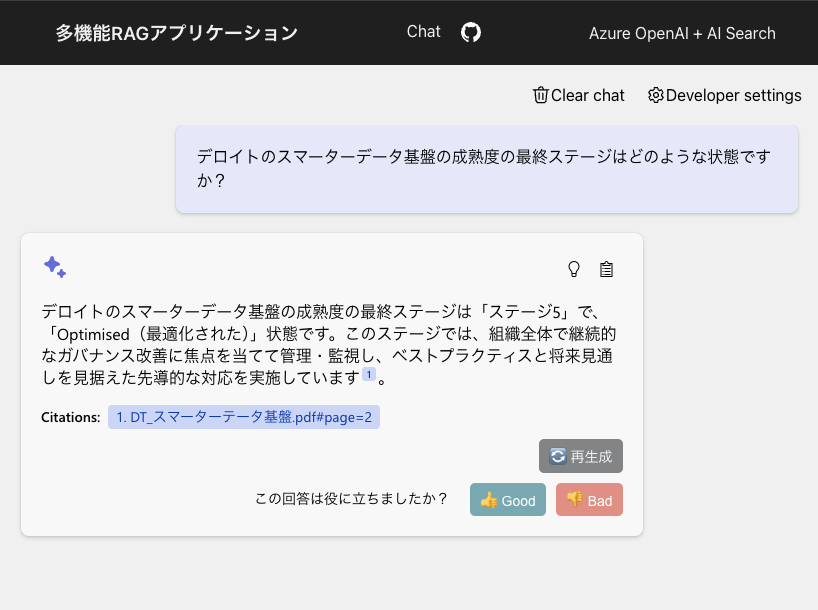 多機能RAGアプリケーション
Chat
Azure OpenAI + AI Search
Clear chat
Developer settings
デロイトのスマーターデータ基盤の成熟度の最終ステージはどのような状態です
か？
デロイトのスマーターデータ基盤の成熟度の最終ステージは「ステージ5」で、
「Optimised（最適化された）」状態です。このステージでは、組織全体で継続的
なガバナンス改善に焦点を当てて管理・監視し、ベストプラクティスと将来見通
しを見据えた先導的な対応を実施しています1。
Citations: 1. DT_スマーターテータ基盤.pdf#page=2
再生成
この回答は役に立ちましたか？ Good Bad